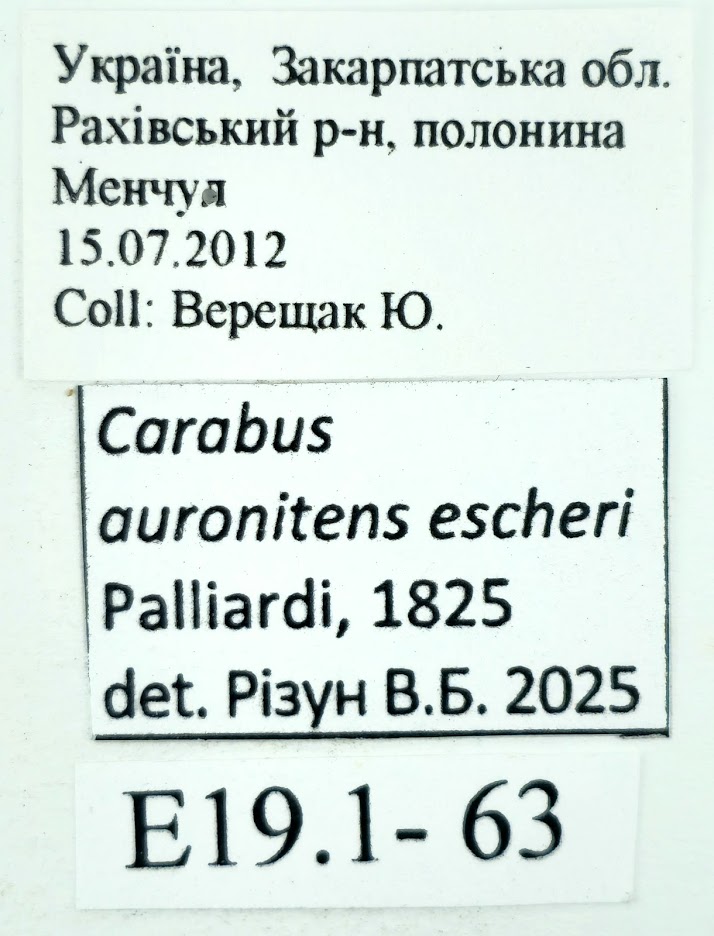 Україна, Закарпатська обл.
Рахівський р-н, полонина
Менчул
15.07.2012
Coll: Верещак Ю.
Carabus
auronitens escheri
Palliardi, 1825
det. Різун В.Б. 2025
E19.1- 63